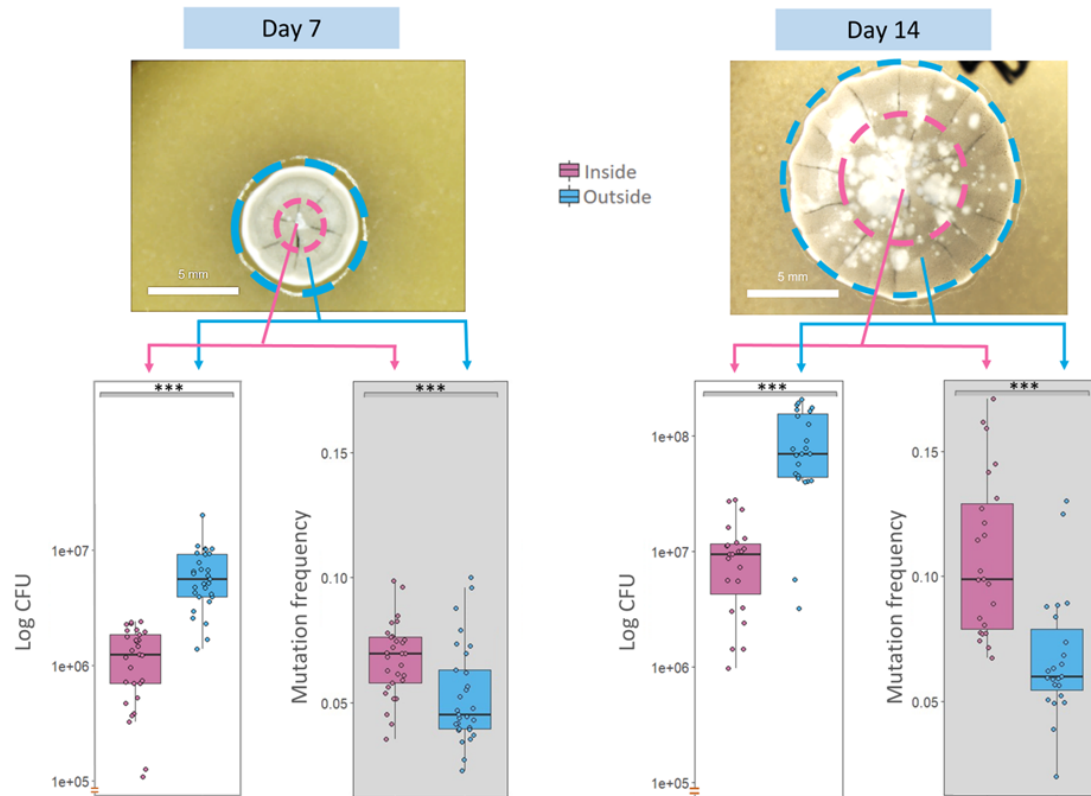 Day 7
Day 14
Inside
Outside
5 mm
5 mm
***
***
***
***
Log CFU
1e+07
1e+06
1e+05
Mutation frequency
0.15
0.10
0.05
Log CFU
1e+08
1e+07
1e+06
1e+05
Mutation frequency
0.15
0.10
0.05